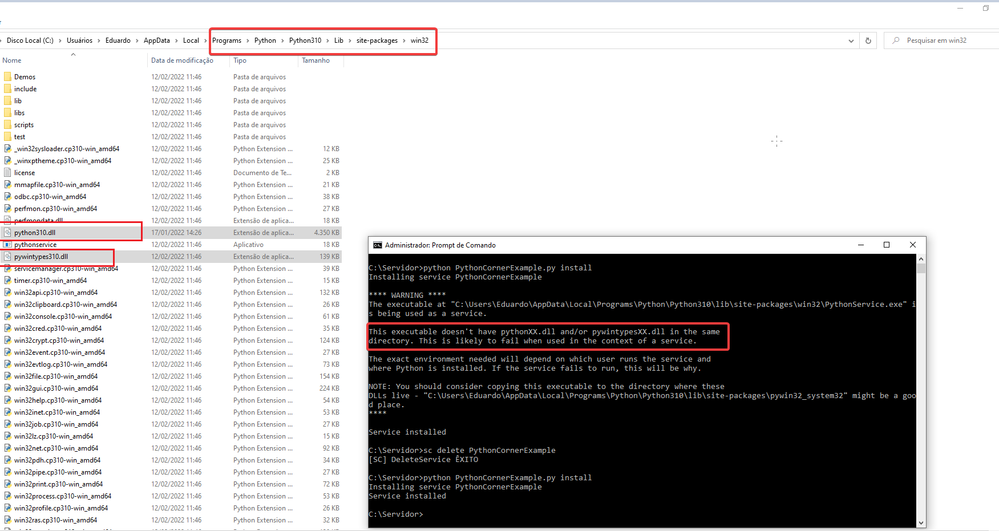 r
Disco Local (C:) > Usuários > Eduardo > AppData > Local > Programs > Python > Python310 > Lib > site-packages > win32
Pesquisar em win32
Nome Data de modificação Tipo Tamanho
Demos 12/02/2022 11:46 Pasta de arquivos
include 12/02/2022 11:46 Pasta de arquivos
lib 12/02/2022 11:46 Pasta de arquivos
libs 12/02/2022 11:46 Pasta de arquivos
scripts 12/02/2022 11:46 Pasta de arquivos
test 12/02/2022 11:46 Pasta de arquivos
_win32sysloader.cp310-win_amd64 12/02/2022 11:46 Python Extension ... 12 KB
_winxptheme.cp310-win_amd64 12/02/2022 11:46 Python Extension ... 25 KB
license 12/02/2022 11:46 Documento de Te... 2 KB
mmapfile.cp310-win_amd64 12/02/2022 11:46 Python Extension ... 21 KB
odbc.cp310-win_amd64 12/02/2022 11:46 Python Extension ... 38 KB
perfmon.cp310-win_amd64 12/02/2022 11:46 Python Extension ... 27 KB
perfmondata.dll 12/02/2022 11:46 Extensão de aplica... 18 KB
python310.dll 17/01/2022 14:26 Extensão de aplica... 4.350 KB
pythonservice 12/02/2022 11:46 Aplicativo 18 KB
pywintypes310.dll 12/02/2022 11:46 Extensão de aplica... 139 KB
servicemanager.cp310-win_amd64 12/02/2022 11:46 Python Extension ... 39 KB
timer.cp310-win_amd64 12/02/2022 11:46 Python Extension ... 15 KB
win32api.cp310-win_amd64 12/02/2022 11:46 Python Extension ... 132 KB
win32clipboard.cp310-win_amd64 12/02/2022 11:46 Python Extension ... 26 KB
win32console.cp310-win_amd64 12/02/2022 11:46 Python Extension ... 61 KB
win32cred.cp310-win_amd64 12/02/2022 11:46 Python Extension ... 35 KB
win32crypt.cp310-win_amd64 12/02/2022 11:46 Python Extension ... 124 KB
win32event.cp310-win_amd64 12/02/2022 11:46 Python Extension ... 27 KB
win32evtlog.cp310-win_amd64 12/02/2022 11:46 Python Extension ... 73 KB
win32file.cp310-win_amd64 12/02/2022 11:46 Python Extension ... 154 KB
win32gui.cp310-win_amd64 12/02/2022 11:46 Python Extension ... 224 KB
win32help.cp310-win_amd64 12/02/2022 11:46 Python Extension ... 54 KB
win32inet.cp310-win_amd64 12/02/2022 11:46 Python Extension ... 53 KB
win32job.cp310-win_amd64 12/02/2022 11:46 Python Extension ... 27 KB
win32lz.cp310-win_amd64 12/02/2022 11:46 Python Extension ... 15 KB
win32net.cp310-win_amd64 12/02/2022 11:46 Python Extension ... 92 KB
win32pdh.cp310-win_amd64 12/02/2022 11:46 Python Extension ... 34 KB
win32pipe.cp310-win_amd64 12/02/2022 11:46 Python Extension ... 27 KB
win32print.cp310-win_amd64 12/02/2022 11:46 Python Extension ... 72 KB
win32process.cp310-win_amd64 12/02/2022 11:46 Python Extension ... 53 KB
win32profile.cp310-win_amd64 12/02/2022 11:46 Python Extension ... 26 KB
win32ras.cp310-win_amd64 12/02/2022 11:46 Python Extension ... 32 KB
Administrador: Prompt de Comando
C:\Servidor>python PythonCornerExample.py install
Installing service PythonCornerExample
**** WARNING ****
The executable at "C:\Users\Eduardo\AppData\Local\Programs\Python\Python310\lib\site-packages\win32\PythonService.exe" i
s being used as a service.
This executable doesn't have pythonXX.dll and/or pywintypesXX.dll in the same
directory. This is likely to fail when used in the context of a service.
The exact environment needed will depend on which user runs the service and
where Python is installed. If the service fails to run, this will be why.
NOTE: You should consider copying this executable to the directory where these
DLLs live - "C:\Users\Eduardo\AppData\Local\Programs\Python\Python310\lib\site-packages\pywin32_system32" might be a goo
d place.
****
Service installed
C:\Servidor>sc delete PythonCornerExample
[SC] DeleteService ÊXITO
C:\Servidor>python PythonCornerExample.py install
Installing service PythonCornerExample
Service installed
C:\Servidor>